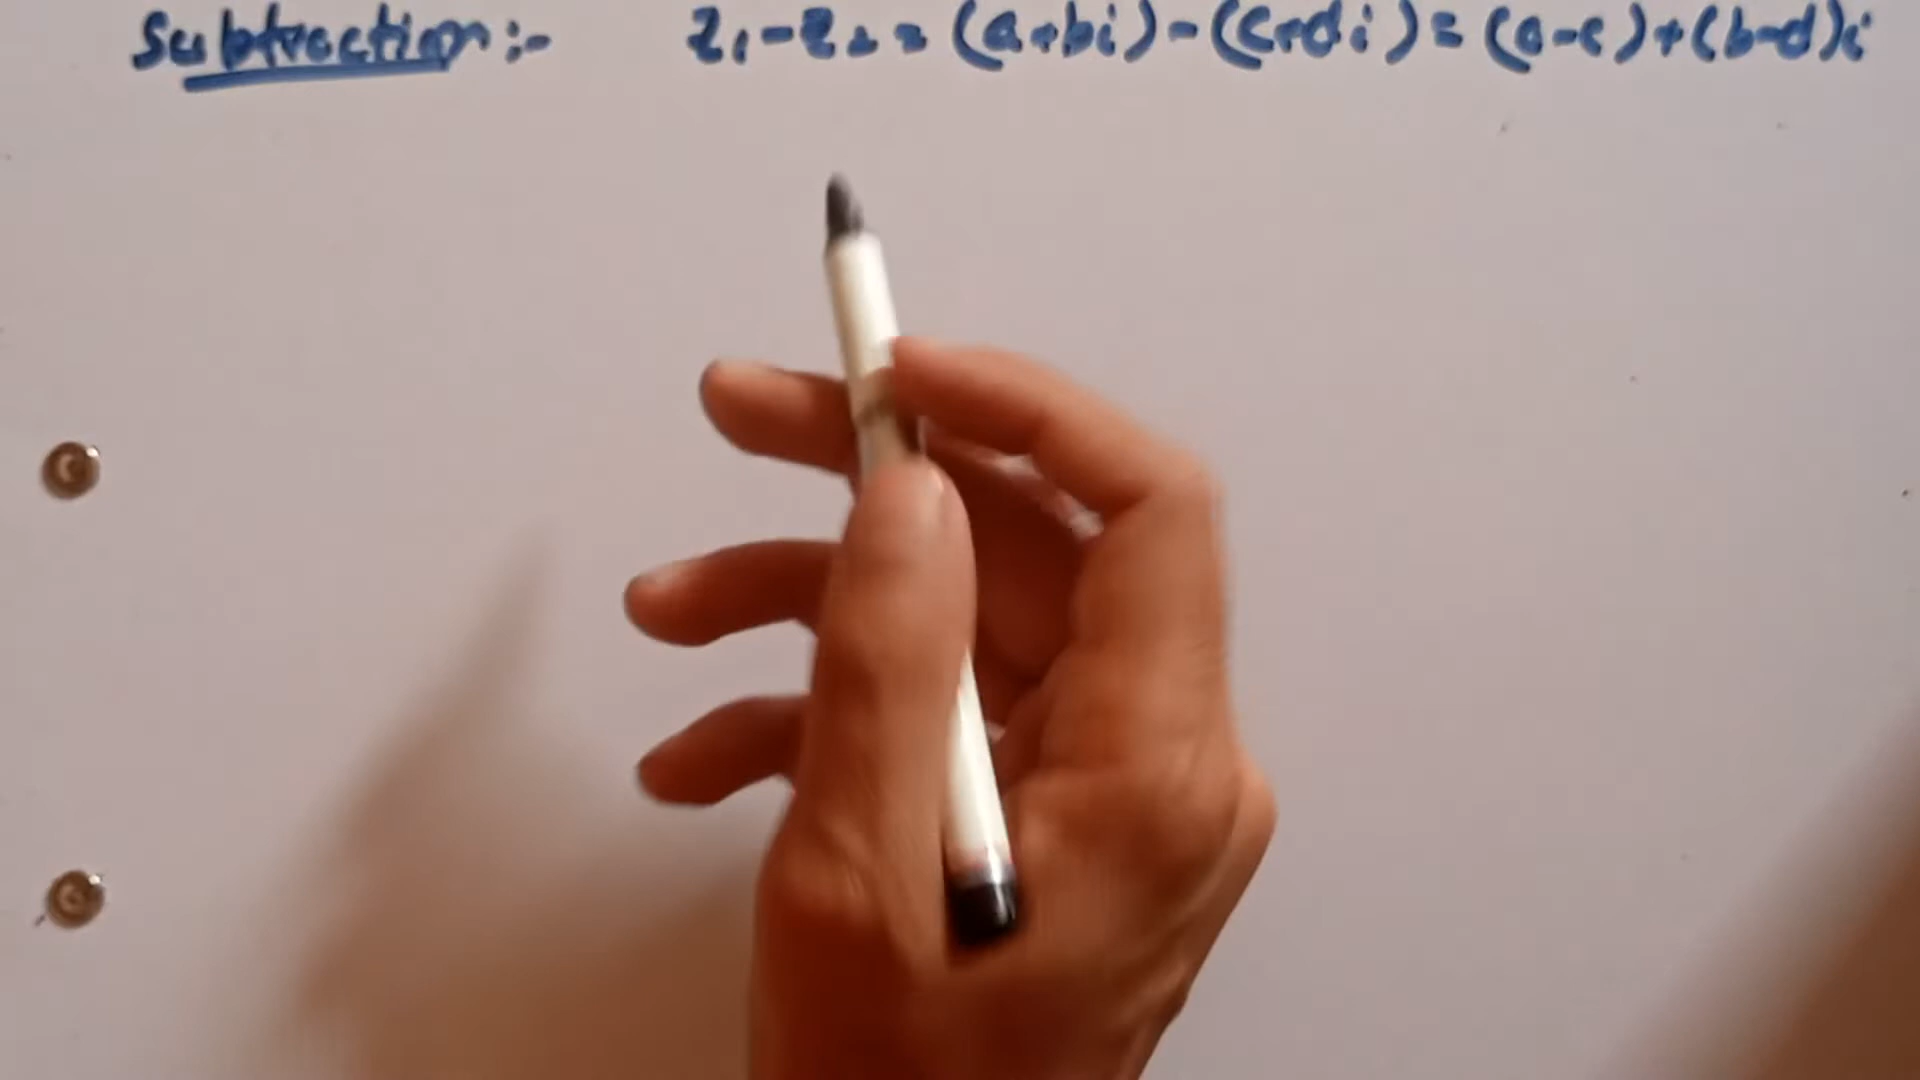 Subtraction:- z₁-z₂ = (a+bi)-(c+di) = (a-c)+(b-d)i